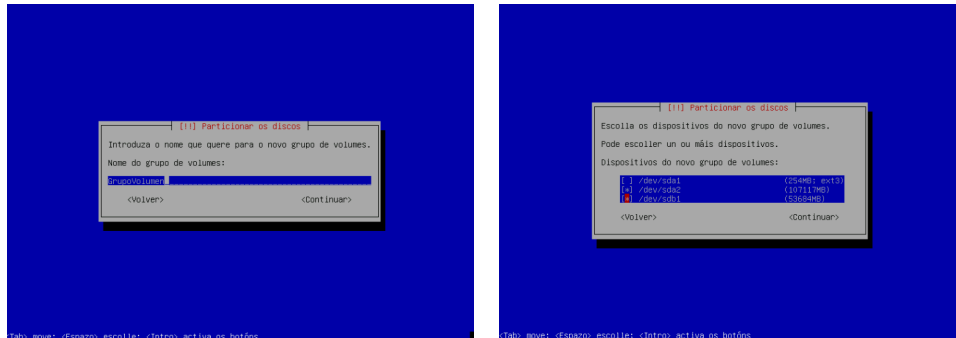 [!!] Particionar os discos
Introduza o nome que quere para o novo grupo de volumes.
Nome do grupo de volumes:
GrupoVolumen
<Volver> <Continuar>
<Tab> move; <Espazo> escolle; <Intro> activa os botóns
[!!] Particionar os discos
Escolla os dispositivos do novo grupo de volumes.
Pode escoller un ou máis dispositivos.
Dispositivos do novo grupo de volumes:
[ ] /dev/sda1 (254MB; ext3)
[*] /dev/sda2 (107117MB)
[*] /dev/sdb1 (53684MB)
<Volver> <Continuar>
<Tab> move; <Espazo> escolle; <Intro> activa os botóns